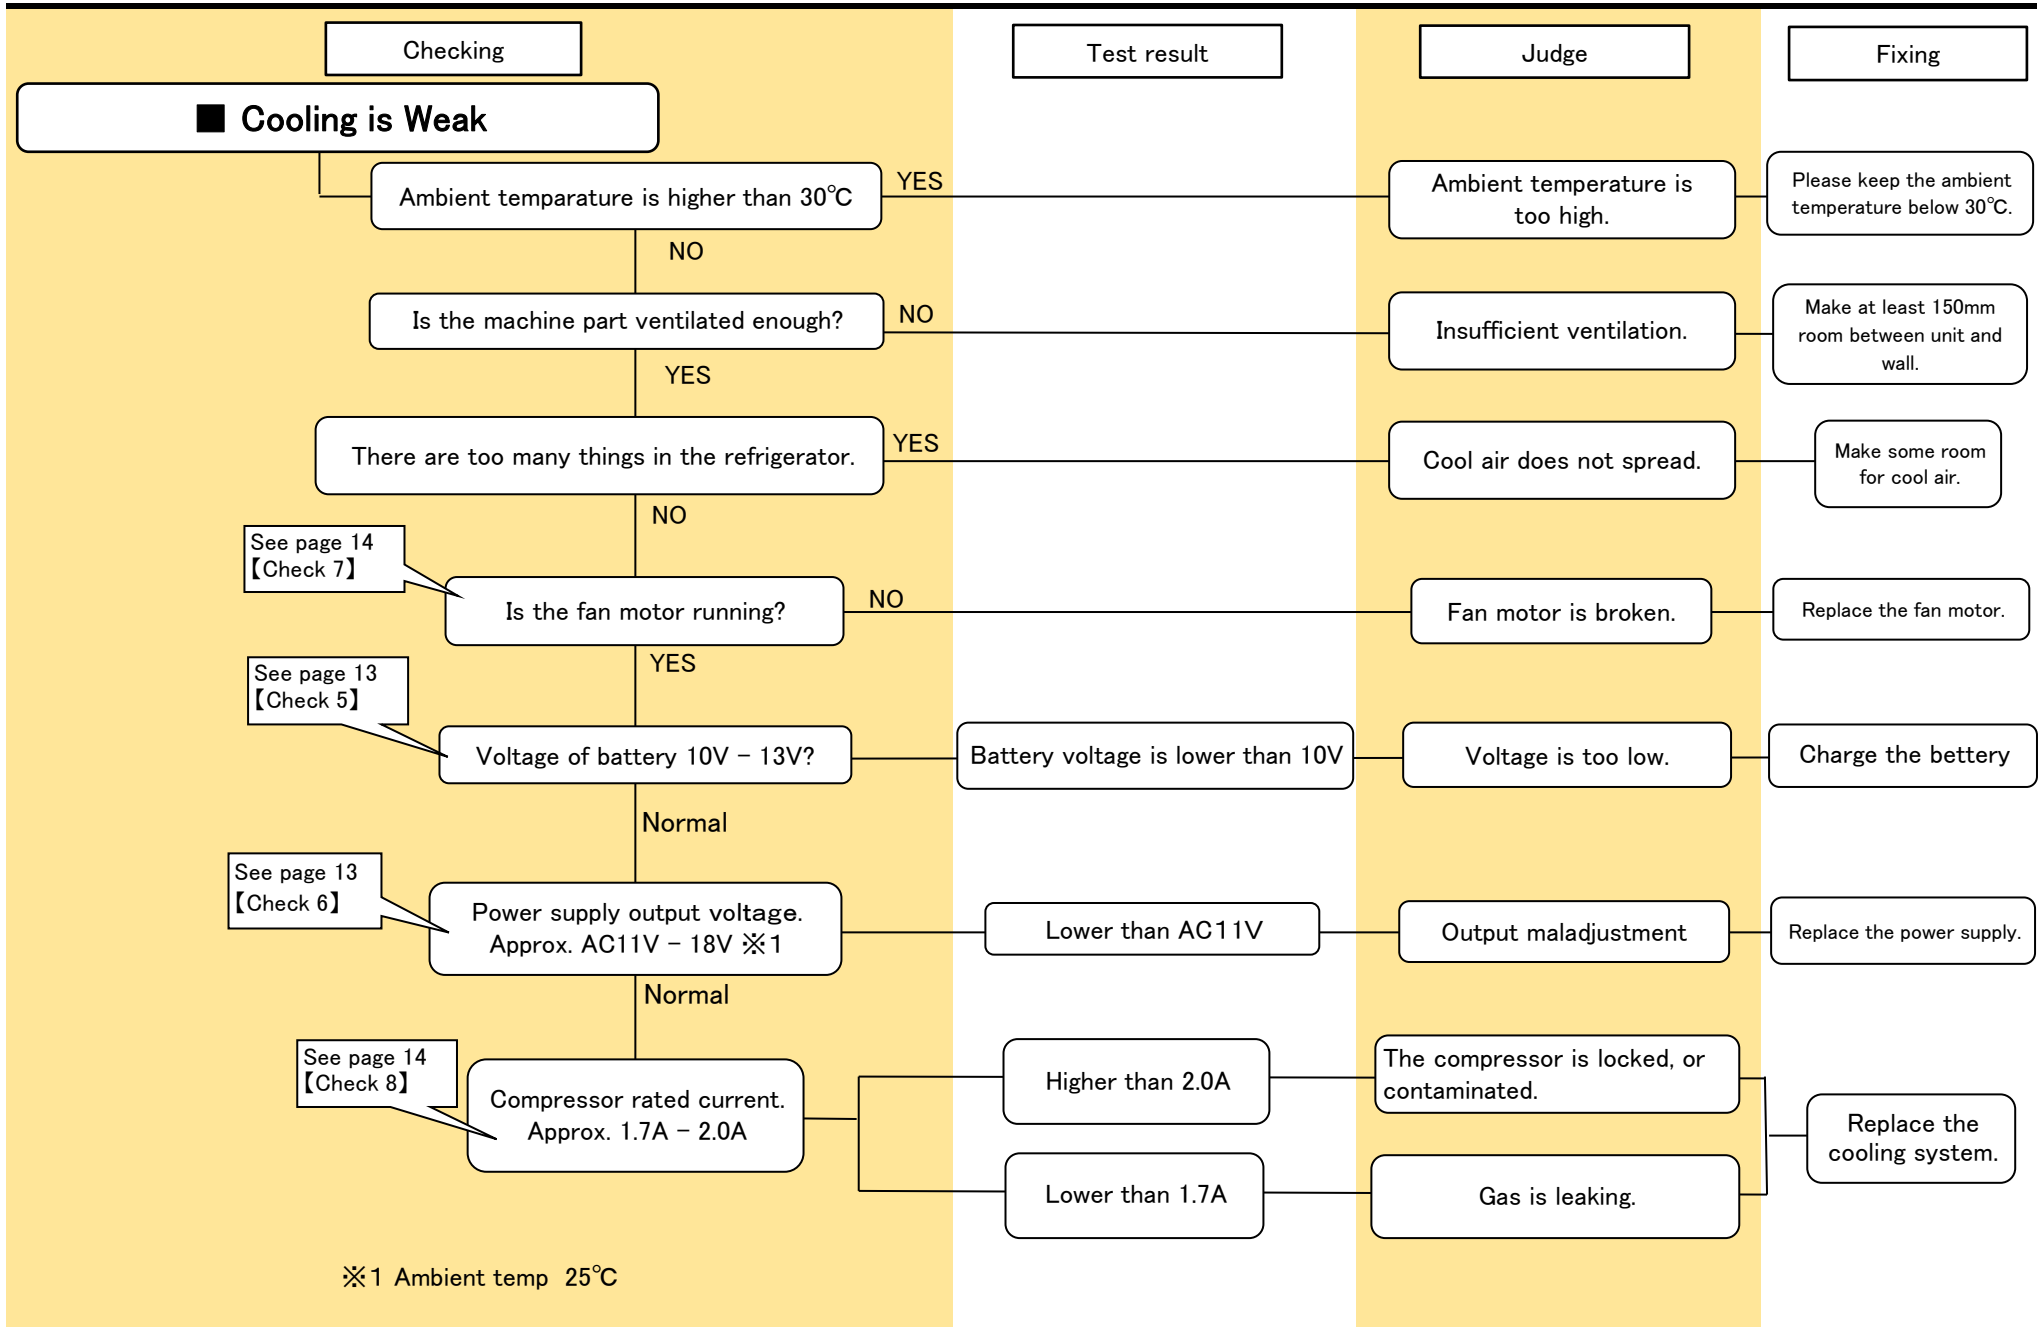 Checking
Test result
Judge
Fixing
■ Cooling is Weak
Ambient temparature is higher than 30℃
YES
Ambient temperature is
too high.
Please keep the ambient
temperature below 30℃.
NO
Is the machine part ventilated enough?
NO
Insufficient ventilation.
Make at least 150mm
room between unit and
wall.
YES
There are too many things in the refrigerator.
YES
Cool air does not spread.
Make some room
for cool air.
NO
See page 14
【Check 7】
Is the fan motor running?
NO
Fan motor is broken.
Replace the fan motor.
YES
See page 13
【Check 5】
Voltage of battery 10V − 13V?
Battery voltage is lower than 10V
Voltage is too low.
Charge the bettery
Normal
See page 13
【Check 6】
Power supply output voltage.
Approx. AC11V − 18V ※1
Lower than AC11V
Output maladjustment
Replace the power supply.
Normal
See page 14
【Check 8】
Compressor rated current.
Approx. 1.7A − 2.0A
Higher than 2.0A
The compressor is locked, or
contaminated.
Lower than 1.7A
Gas is leaking.
Replace the
cooling system.
※1 Ambient temp 25℃